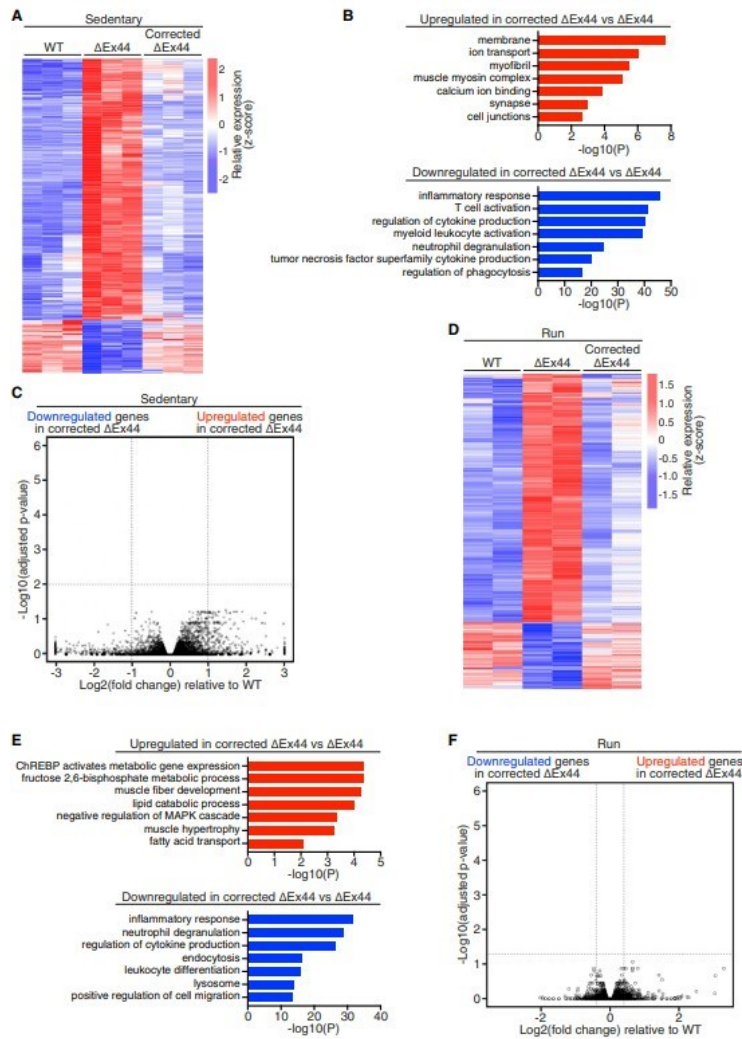 A
Sedentary
WT
ΔEx44
Corrected
ΔEx44
2
1
0
-1
-2
Relative expression
(z-score)
B
Upregulated in corrected ΔEx44 vs ΔEx44
membrane
ion transport
myofibril
muscle myosin complex
calcium ion binding
synapse
cell junctions
0 2 4 6 8
-log10(P)
Downregulated in corrected ΔEx44 vs ΔEx44
inflammatory response
T cell activation
regulation of cytokine production
myeloid leukocyte activation
neutrophil degranulation
tumor necrosis factor superfamily cytokine production
regulation of phagocytosis
0 10 20 30 40 50
-log10(P)
C
Sedentary
Downregulated genes
in corrected ΔEx44
Upregulated genes
in corrected ΔEx44
6
5
4
3
2
1
0
-Log10(adjusted p-value)
-3 -2 -1 0 1 2 3
Log2(fold change) relative to WT
D
Run
WT
ΔEx44
Corrected
ΔEx44
1.5
1
0.5
0
-0.5
-1
-1.5
Relative expression
(z-score)
E
Upregulated in corrected ΔEx44 vs ΔEx44
ChREBP activates metabolic gene expression
fructose 2,6-bisphosphate metabolic process
muscle fiber development
lipid catabolic process
negative regulation of MAPK cascade
muscle hypertrophy
fatty acid transport
0 1 2 3 4 5
-log10(P)
Downregulated in corrected ΔEx44 vs ΔEx44
inflammatory response
neutrophil degranulation
regulation of cytokine production
endocytosis
leukocyte differentiation
lysosome
positive regulation of cell migration
0 10 20 30 40
-log10(P)
F
Run
Downregulated genes
in corrected ΔEx44
Upregulated genes
in corrected ΔEx44
6
5
4
3
2
1
0
-Log10(adjusted p-value)
-2 0 2
Log2(fold change) relative to WT